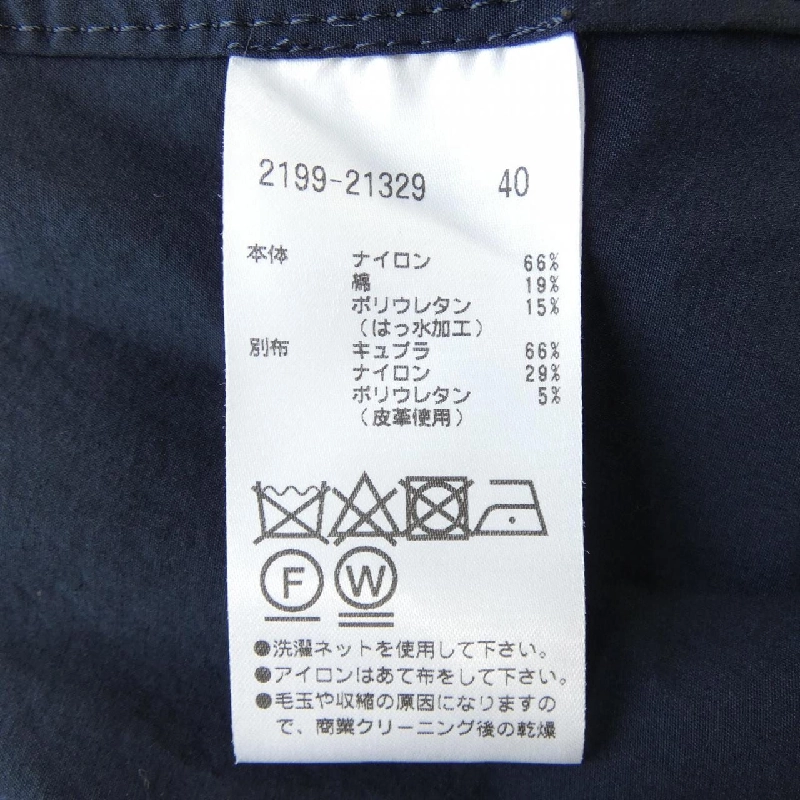 2199-21329 40
本体 ナイロン 66%
綿 19%
ポリウレタン 15%
(はっ水加工)
別布 キュプラ 66%
ナイロン 29%
ポリウレタン 5%
(皮革使用)
F W
●洗濯ネットを使用して下さい。
●アイロンはあて布をして下さい。
●毛玉や収縮の原因になりますの
で、商業クリーニング後の乾燥